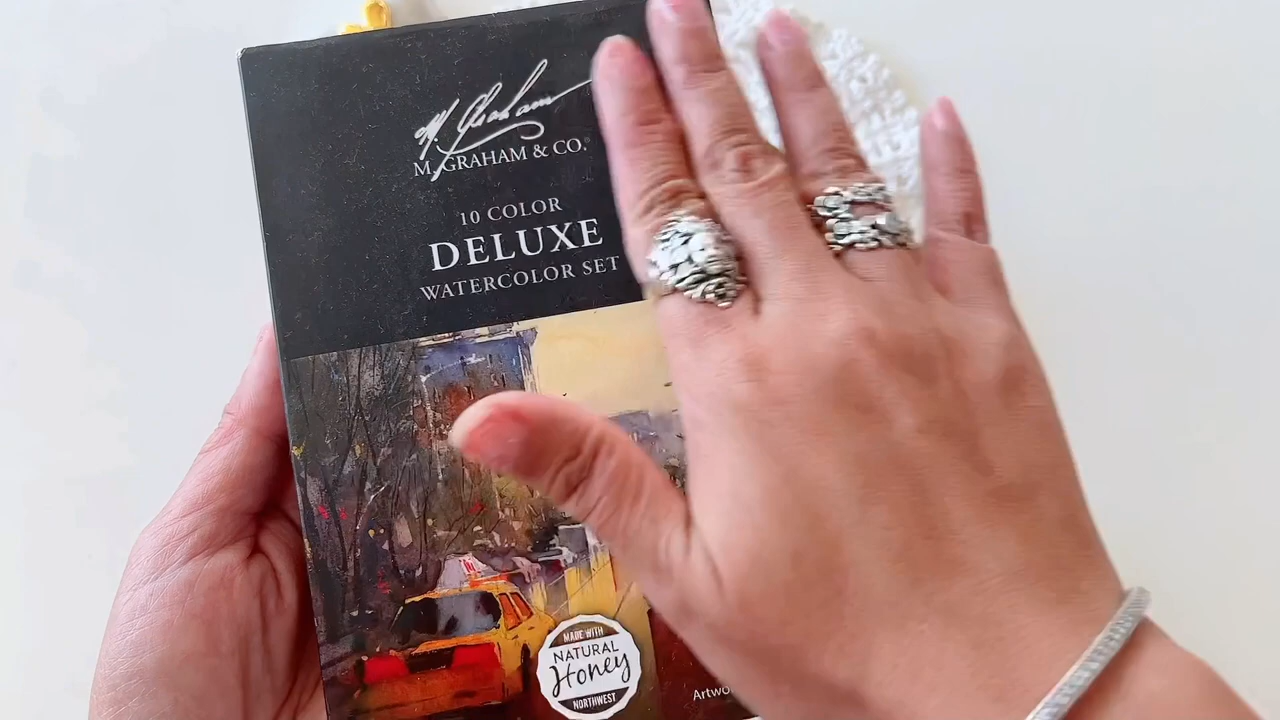 M. Graham
M. GRAHAM & CO.®
10 COLOR
DELUXE
WATERCOLOR SET
MADE WITH
NATURAL
Honey
NORTHWEST